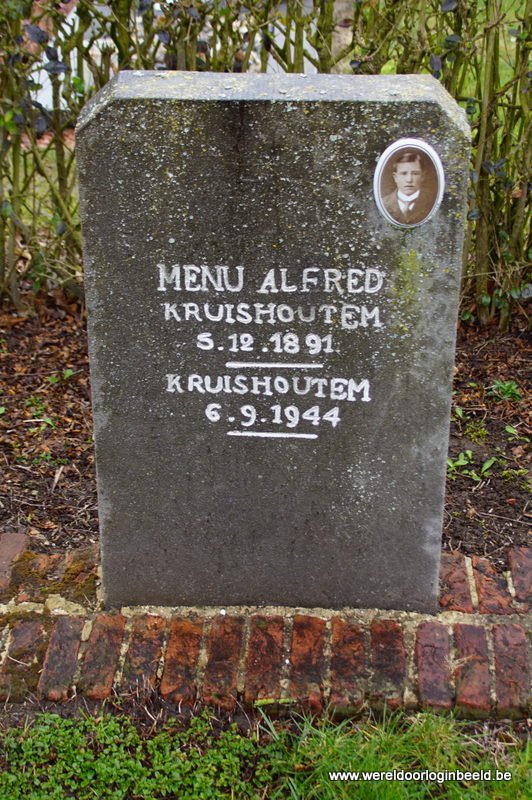 MENU ALFRED
KRUISHOUTEM
5.12.1891
KRUISHOUTEM
6.9.1944
www.wereldoorloginbeeld.be